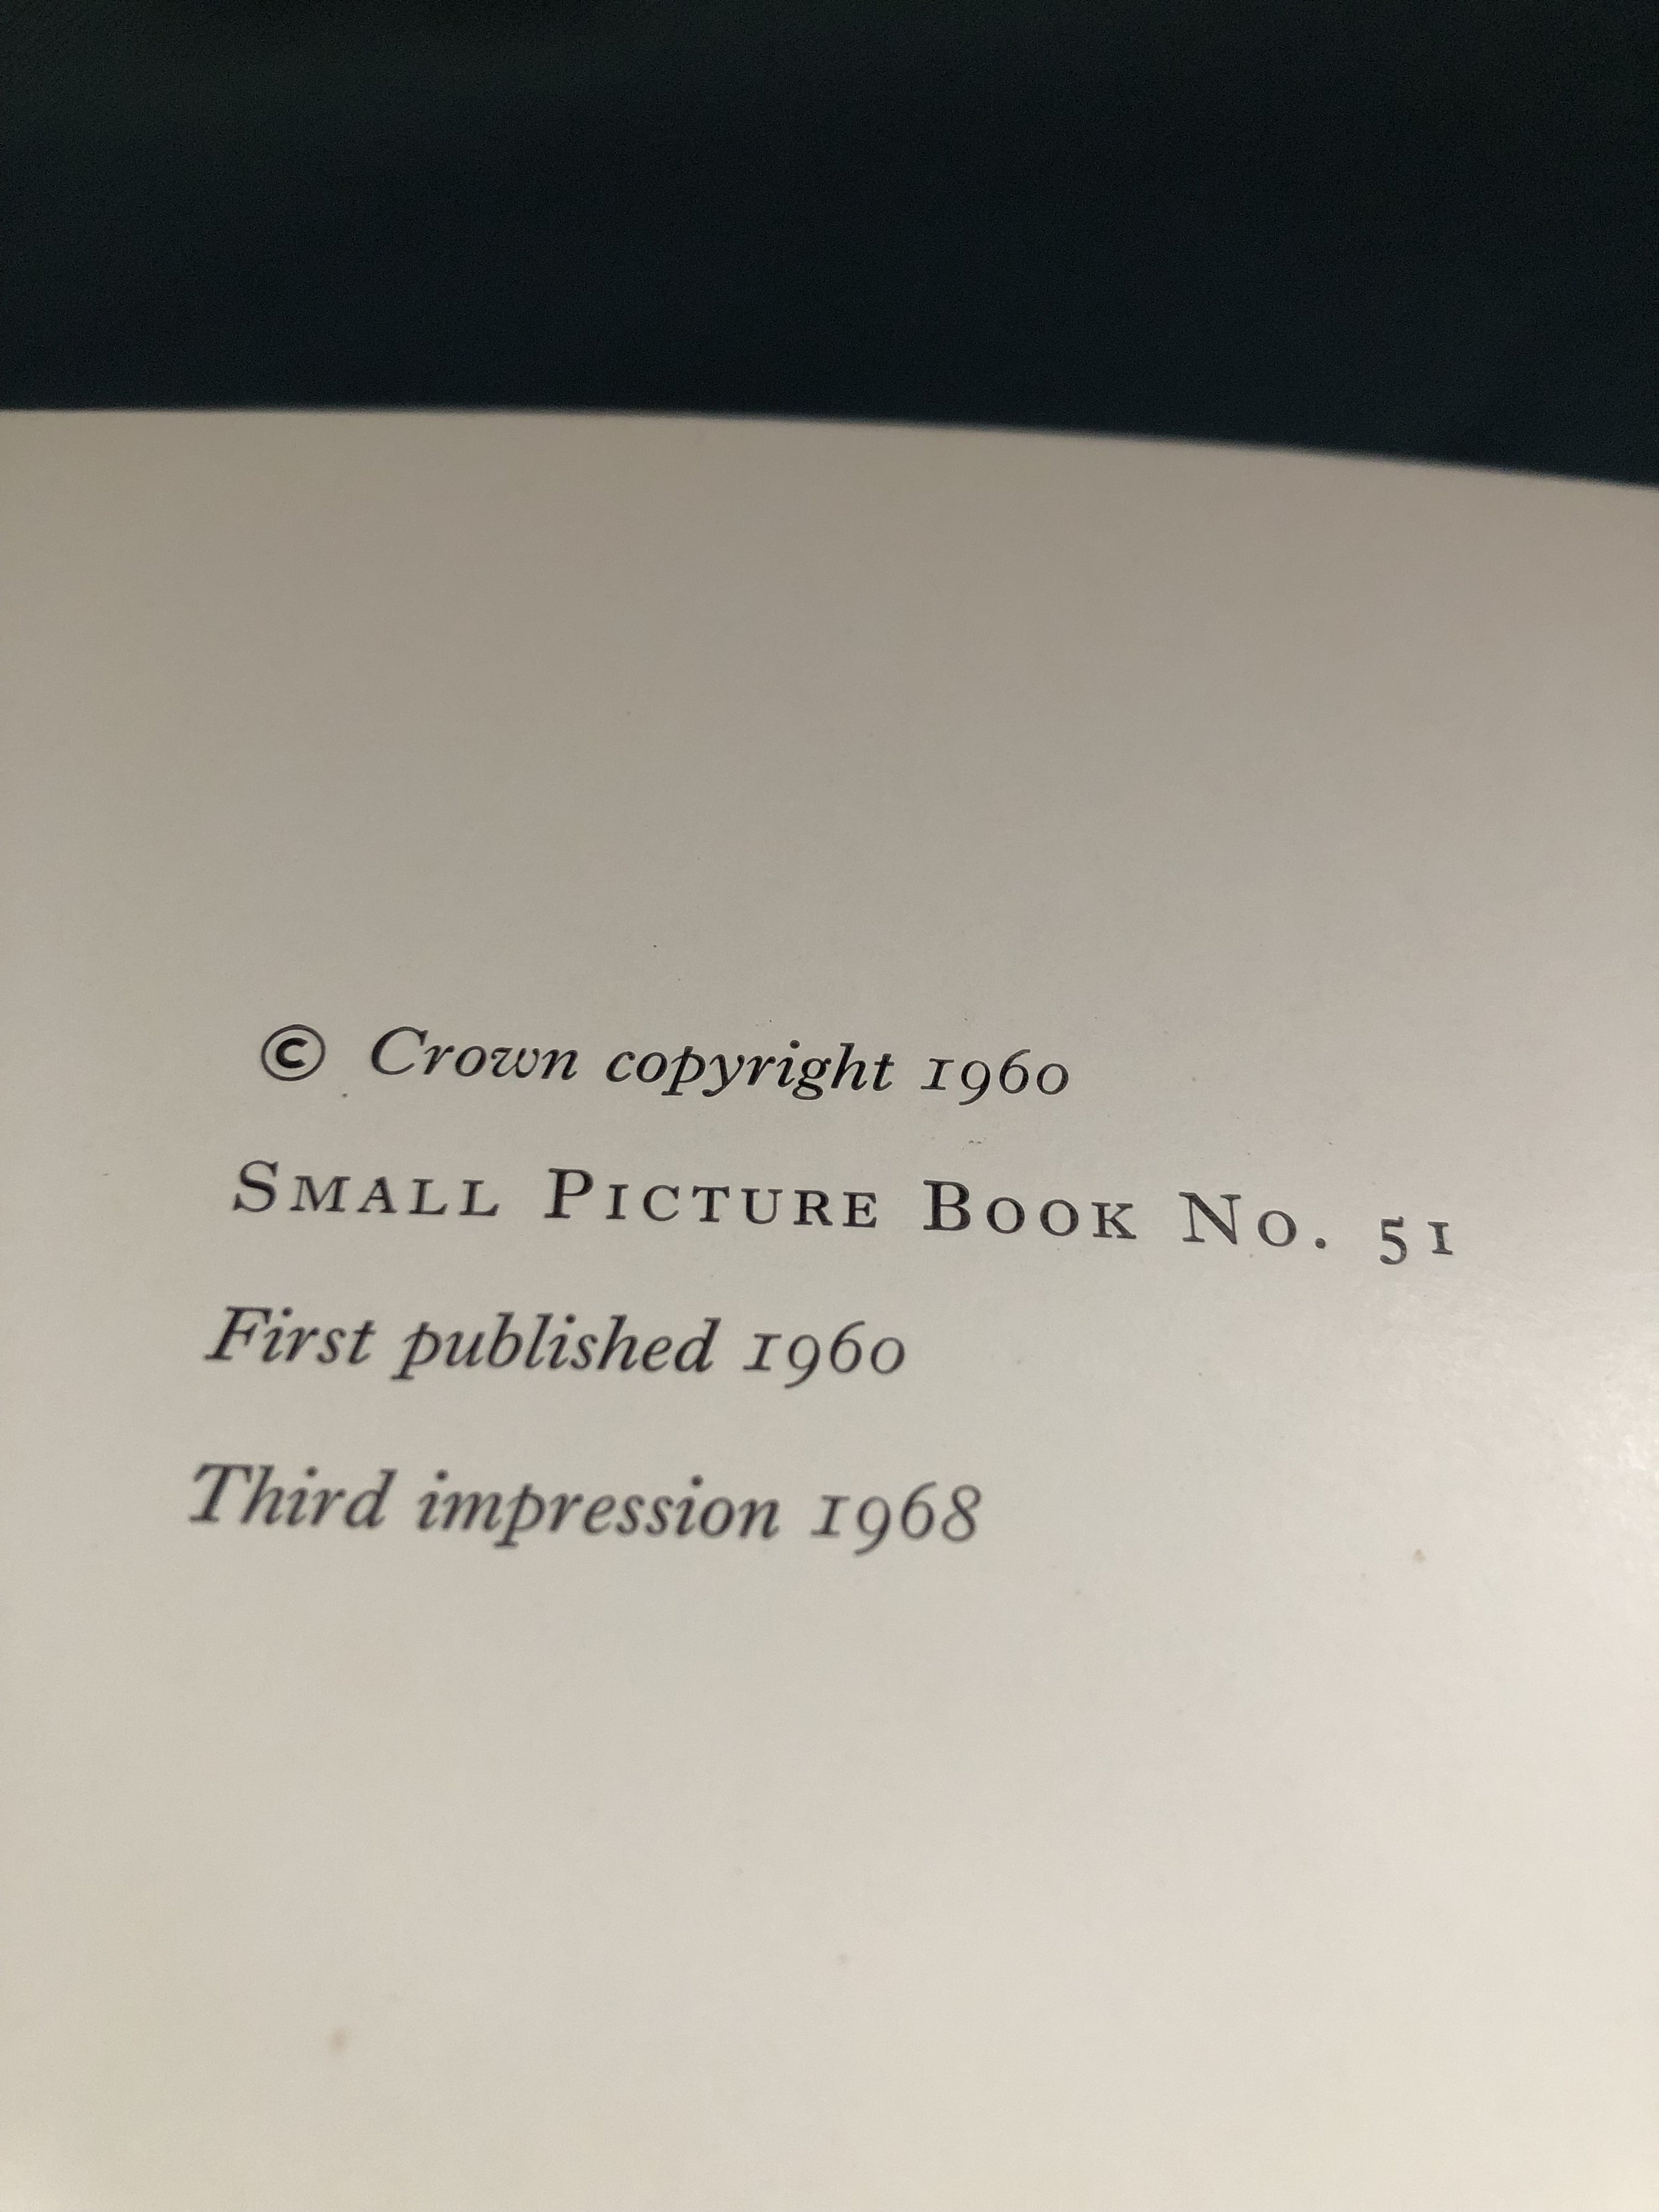 © Crown copyright 1960
SMALL PICTURE BOOK NO. 51
First published 1960
Third impression 1968